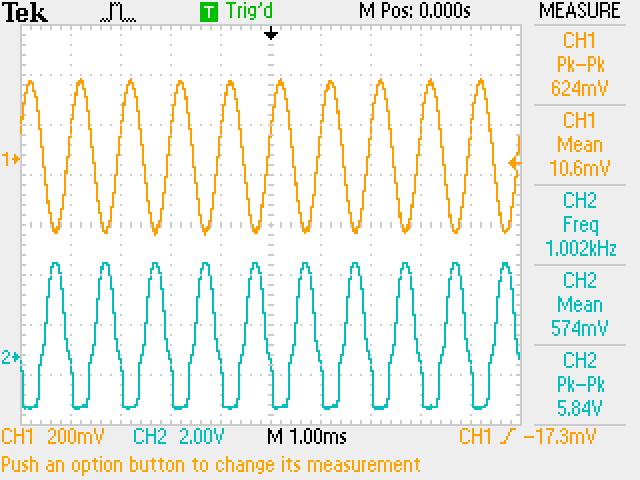 Tek T Trig'd M Pos: 0.000s MEASURE
CH1
Pk-Pk
624mV
CH1
Mean
10.6mV
CH2
Freq
1.002kHz
CH2
Mean
574mV
CH2
Pk-Pk
5.84V
1
2
CH1 200mV CH2 2.00V M 1.00ms CH1 -17.3mV
Push an option button to change its measurement